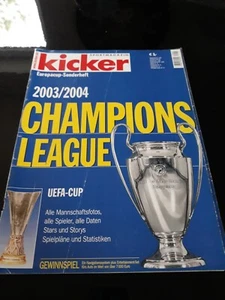 kicker
Europacup-Sonderheft
2003/2004
CHAMPIONS
LEAGUE
UEFA-CUP
Alle Mannschaftsfotos,
alle Spieler, alle Daten
Stars und Storys
Spielpläne und Statistiken
GEWINNSPIEL